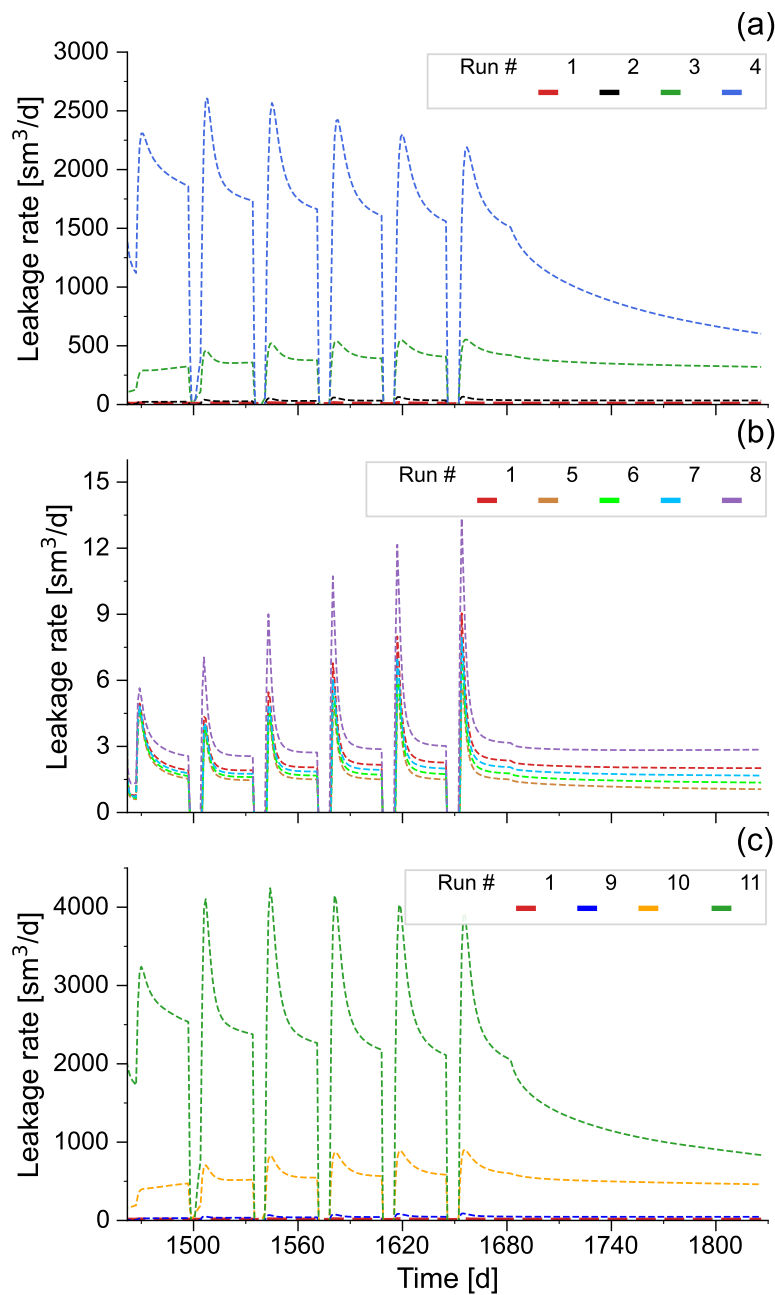 (a)
3000
Run # 1 2 3 4
2500
2000
1500
1000
500
0
Leakage rate [sm³/d]
(b)
15
Run # 1 5 6 7 8
12
9
6
3
0
Leakage rate [sm³/d]
(c)
Run # 1 9 10 11
4000
3000
2000
1000
0
Leakage rate [sm³/d]
1500 1560 1620 1680 1740 1800
Time [d]